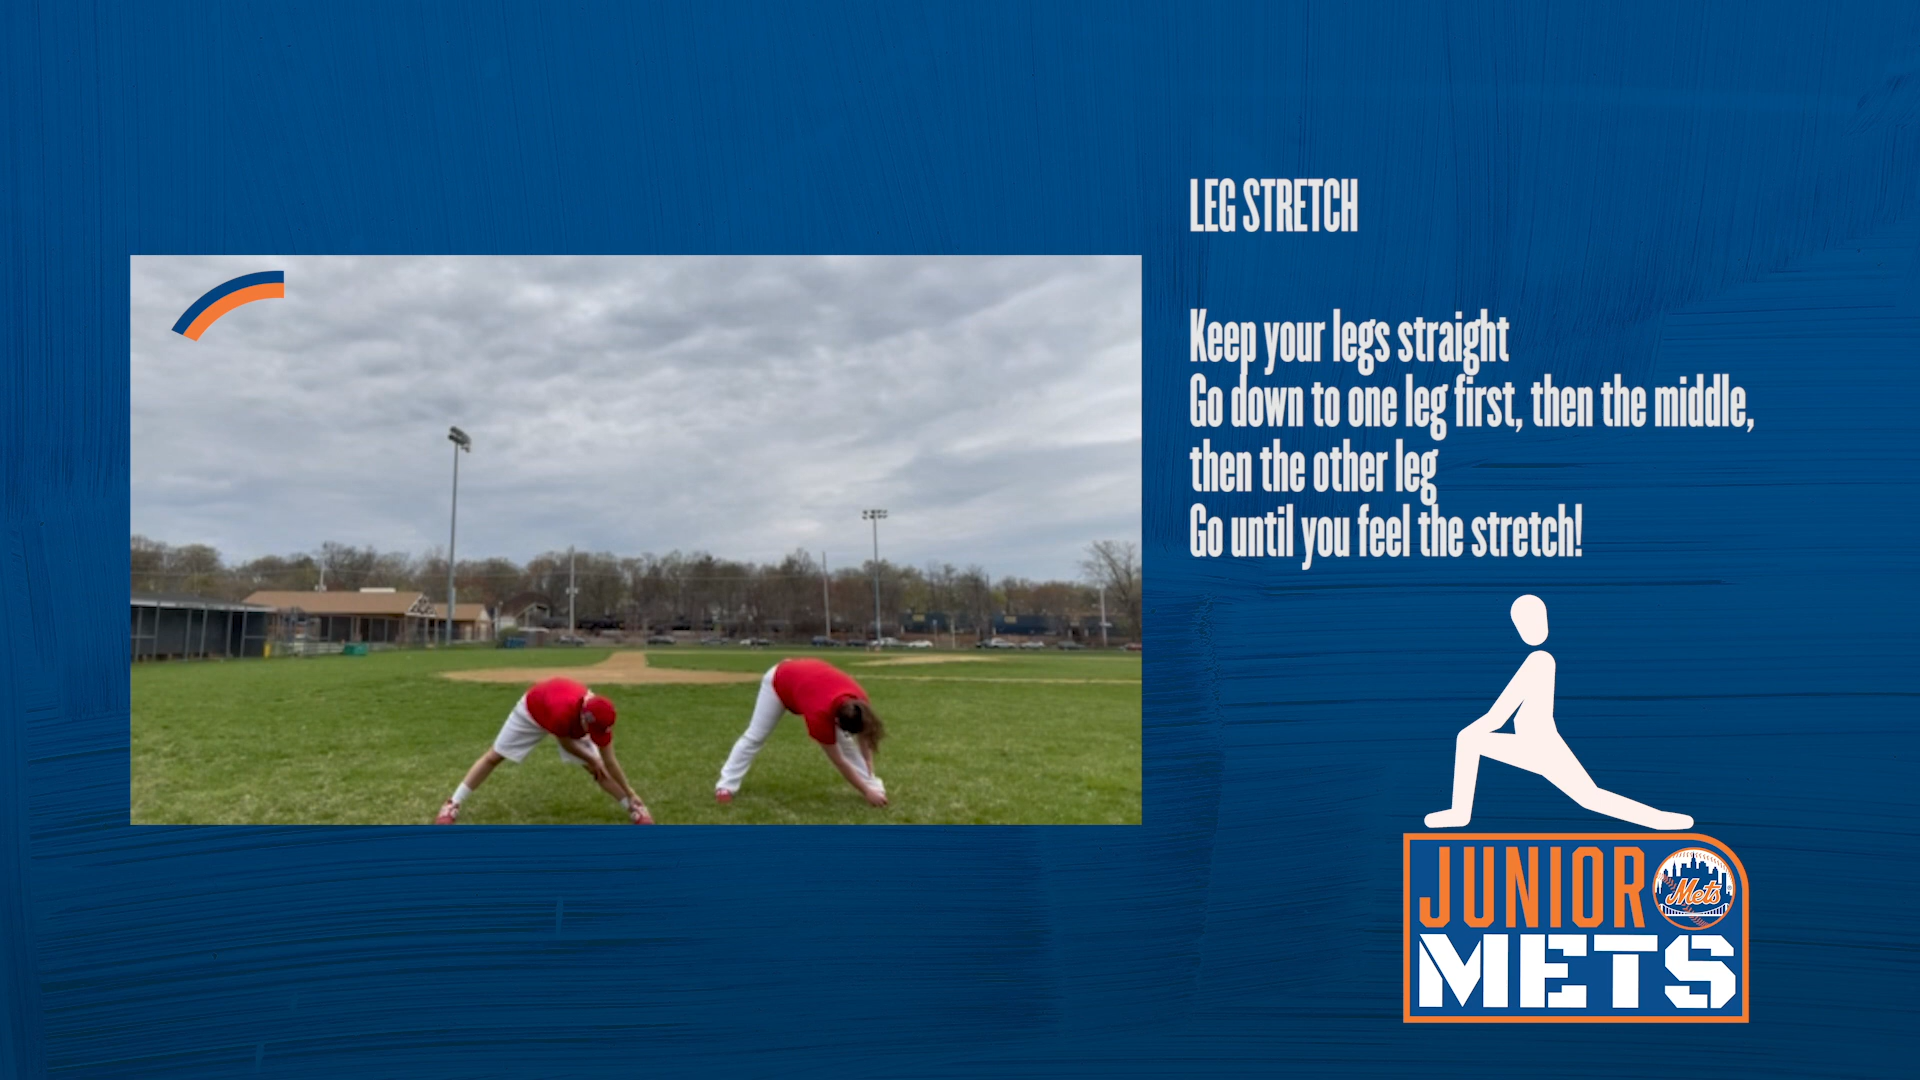 LEG STRETCH
Keep your legs straight
Go down to one leg first, then the middle,
then the other leg
Go until you feel the stretch!
JUNIOR
Mets
METS